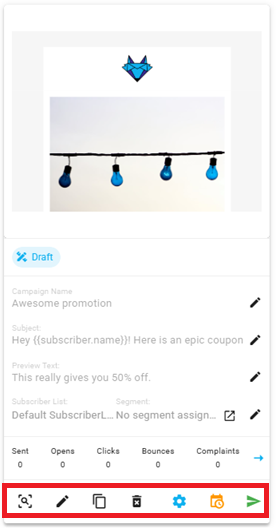 Draft
Campaign Name
Awesome promotion
Subject:
Hey {{subscriber.name}}! Here is an epic coupon
Preview Text:
This really gives you 50% off.
Subscriber List: Segment:
Default SubscriberL... No segment assign...
Sent Opens Clicks Bounces Complaints
0 0 0 0 0